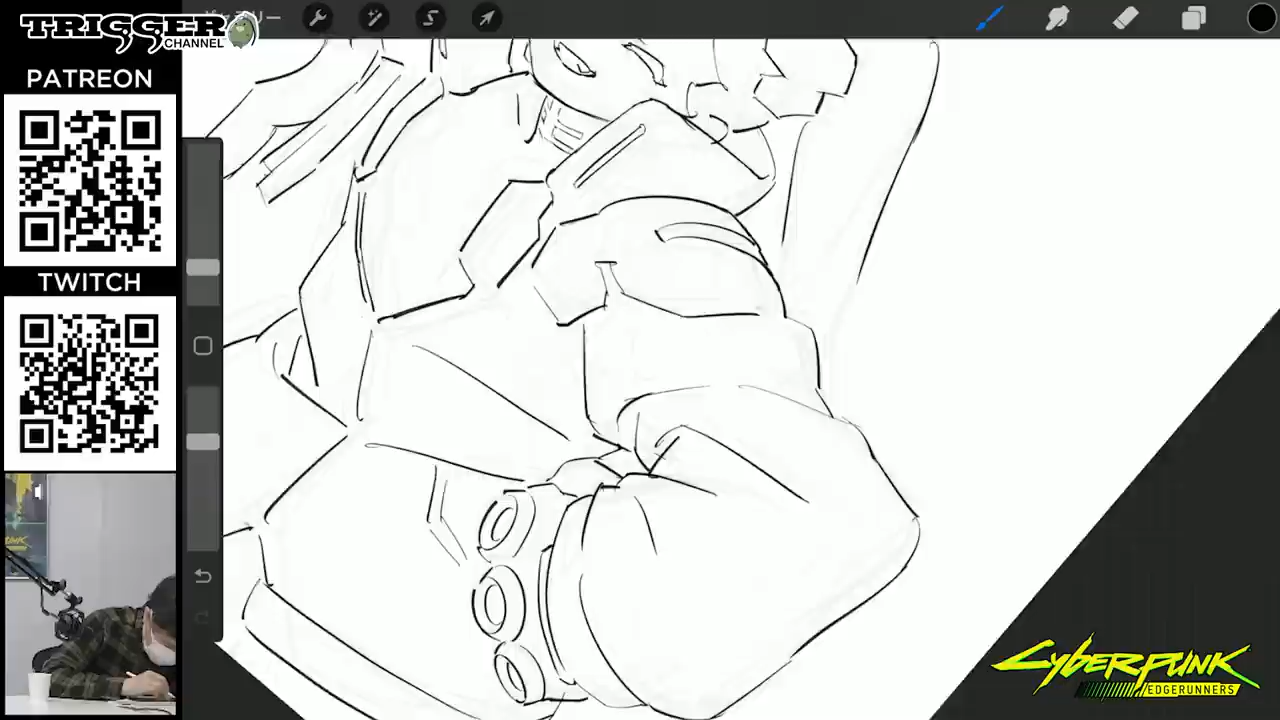 TRIGGER
CHANNEL
PATREON
TWITCH
CYBERPUNK
EDGERUNNERS